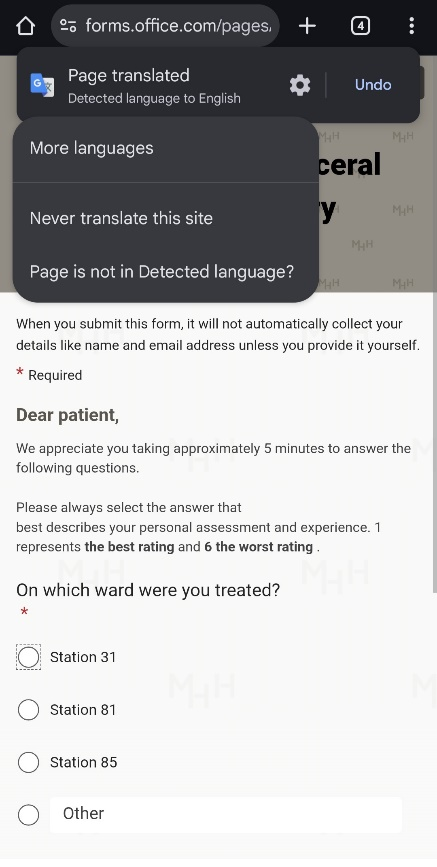 forms.office.com/pages
4
Page translated
Detected language to English
Undo
More languages
Never translate this site
Page is not in Detected language?
MHH
When you submit this form, it will not automatically collect your
details like name and email address unless you provide it yourself.
* Required
Dear patient,
We appreciate you taking approximately 5 minutes to answer the
following questions.
Please always select the answer that
best describes your personal assessment and experience. 1
represents the best rating and 6 the worst rating .
On which ward were you treated?
*
Station 31
Station 81
Station 85
Other